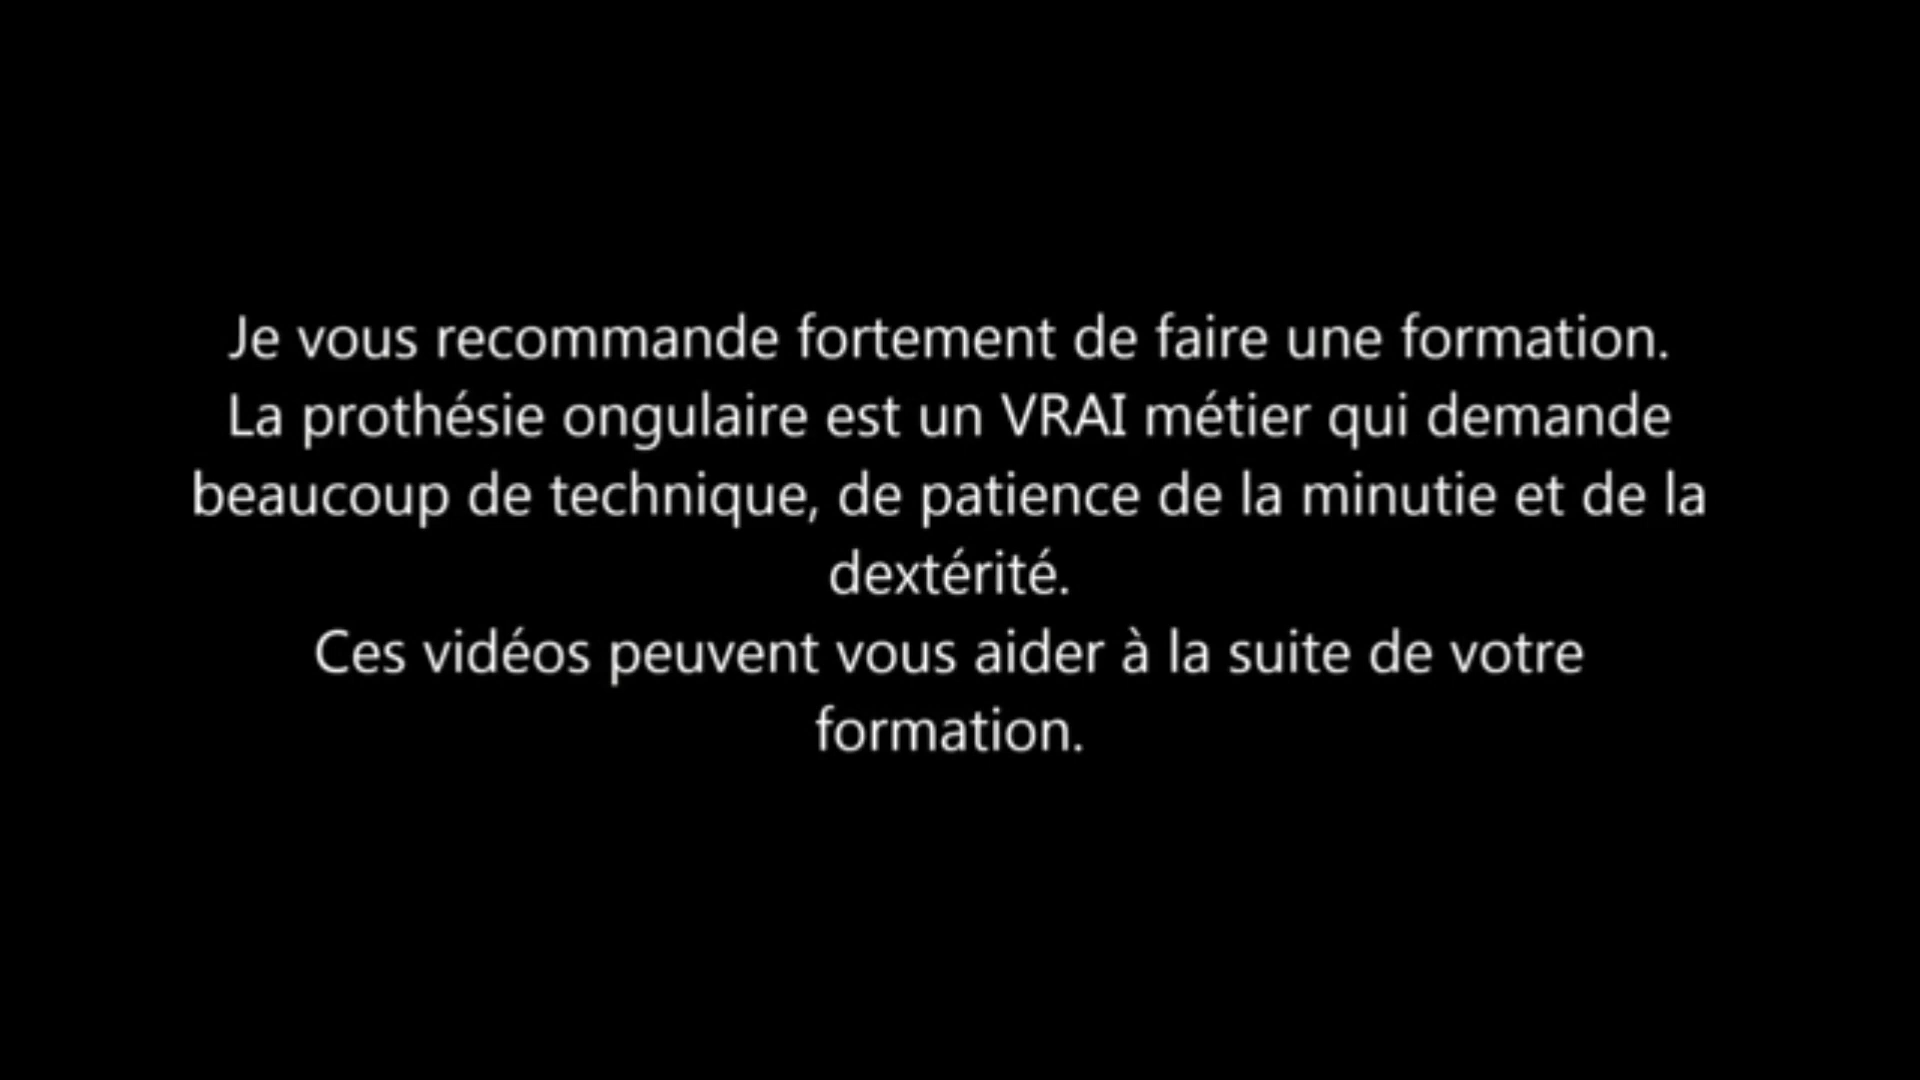 Je vous recommande fortement de faire une formation.
La prothésie ongulaire est un VRAI métier qui demande
beaucoup de technique, de patience de la minutie et de la
dextérité.
Ces vidéos peuvent vous aider à la suite de votre
formation.